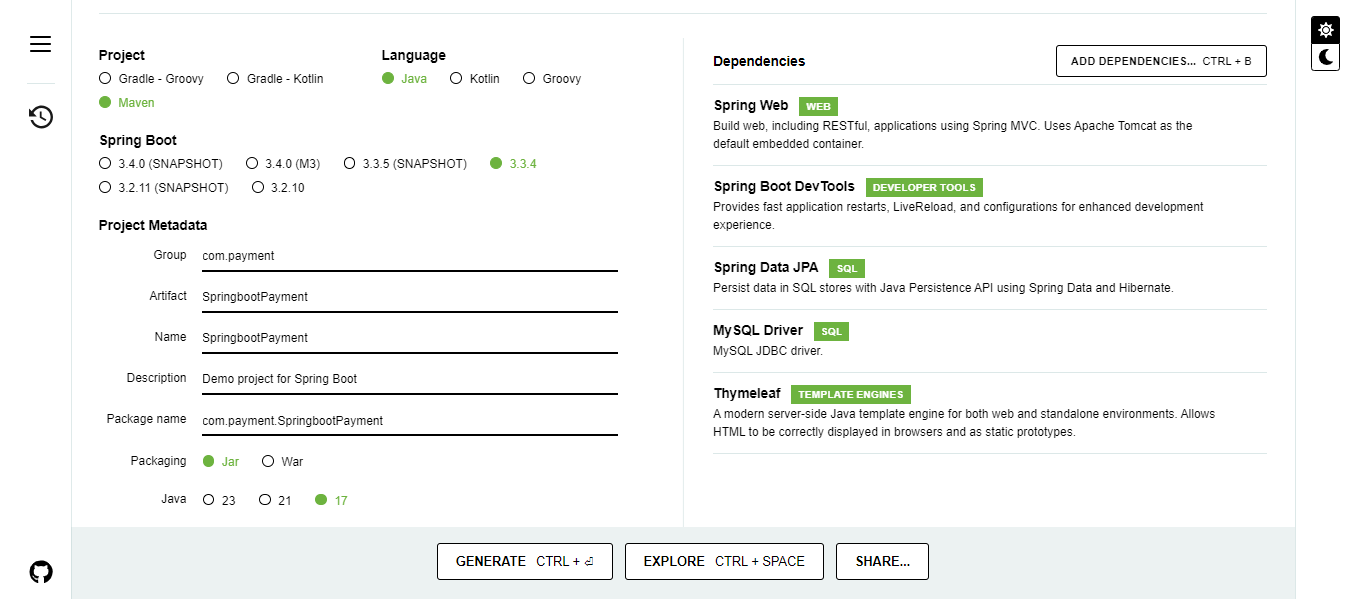 Project
Gradle - Groovy Gradle - Kotlin
Maven
Language
Java Kotlin Groovy
Spring Boot
3.4.0 (SNAPSHOT) 3.4.0 (M3) 3.3.5 (SNAPSHOT) 3.3.4
3.2.11 (SNAPSHOT) 3.2.10
Project Metadata
Group com.payment
Artifact SpringbootPayment
Name SpringbootPayment
Description Demo project for Spring Boot
Package name com.payment.SpringbootPayment
Packaging Jar War
Java 23 21 17
Dependencies ADD DEPENDENCIES... CTRL + B
Spring Web WEB
Build web, including RESTful, applications using Spring MVC. Uses Apache Tomcat as the
default embedded container.
Spring Boot DevTools DEVELOPER TOOLS
Provides fast application restarts, LiveReload, and configurations for enhanced development
experience.
Spring Data JPA SQL
Persist data in SQL stores with Java Persistence API using Spring Data and Hibernate.
MySQL Driver SQL
MySQL JDBC driver.
Thymeleaf TEMPLATE ENGINES
A modern server-side Java template engine for both web and standalone environments. Allows
HTML to be correctly displayed in browsers and as static prototypes.
GENERATE CTRL + ⏎ EXPLORE CTRL + SPACE SHARE...